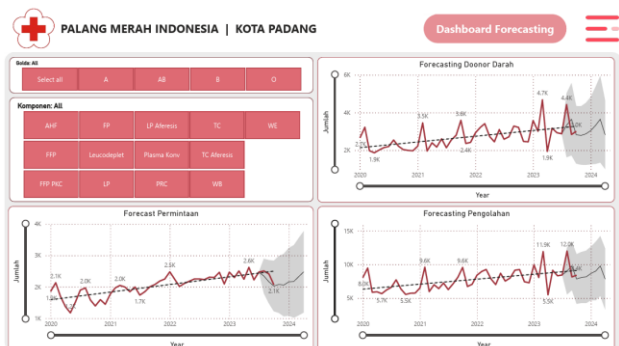 PALANG MERAH INDONESIA | KOTA PADANG
Dashboard Forecasting
Golda: All
Select all A AB B O
Komponen: All
AHF FP LP Aferesis TC WE
FFP Leucodeplet Plasma Konv TC Aferesis
FFP PKC LP PRC WB
Forecasting Doonor Darah
Jumlah
6K
4K
2K
1.9K
3.5K
3.6K
2.4K
4.7K
4.4K
1.9K
2020 2021 2022 2023 2024
Year
Forecast Permintaan
Jumlah
4K
3K
2K
1K
2.1K
2.0K
2.0K
1.7K
2.6K
2.1K
2020 2021 2022 2023 2024
Year
Forecasting Pengolahan
Jumlah
15K
10K
5K
5.7K
5.5K
9.6K
9.6K
11.9K
12.0K
5.5K
2020 2021 2022 2023 2024
Year